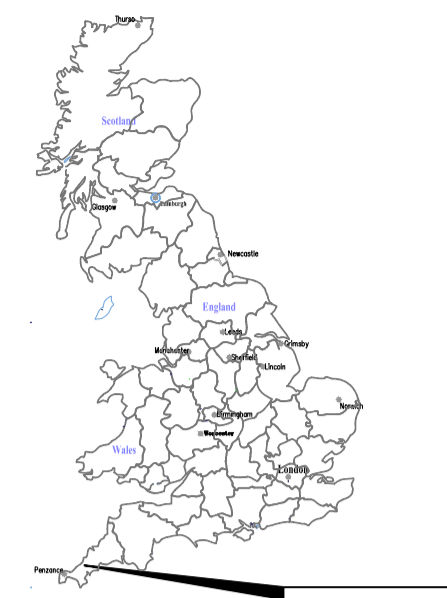 Thurso
Scotland
Edinburgh
Glasgow
Newcastle
England
Leeds
Grimsby
Manchester
Sheffield
Lincoln
Norwich
Birmingham
Worcester
Wales
London
Penzance